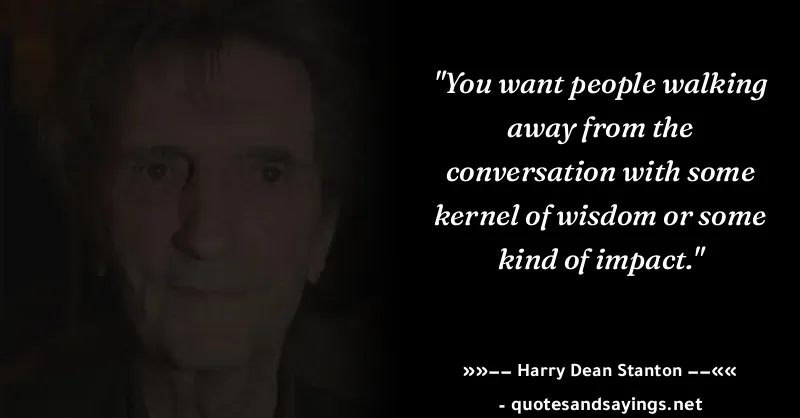 "You want people walking
away from the
conversation with some
kernel of wisdom or some
kind of impact."
»»−− Harry Dean Stanton −−««
- quotesandsayings.net